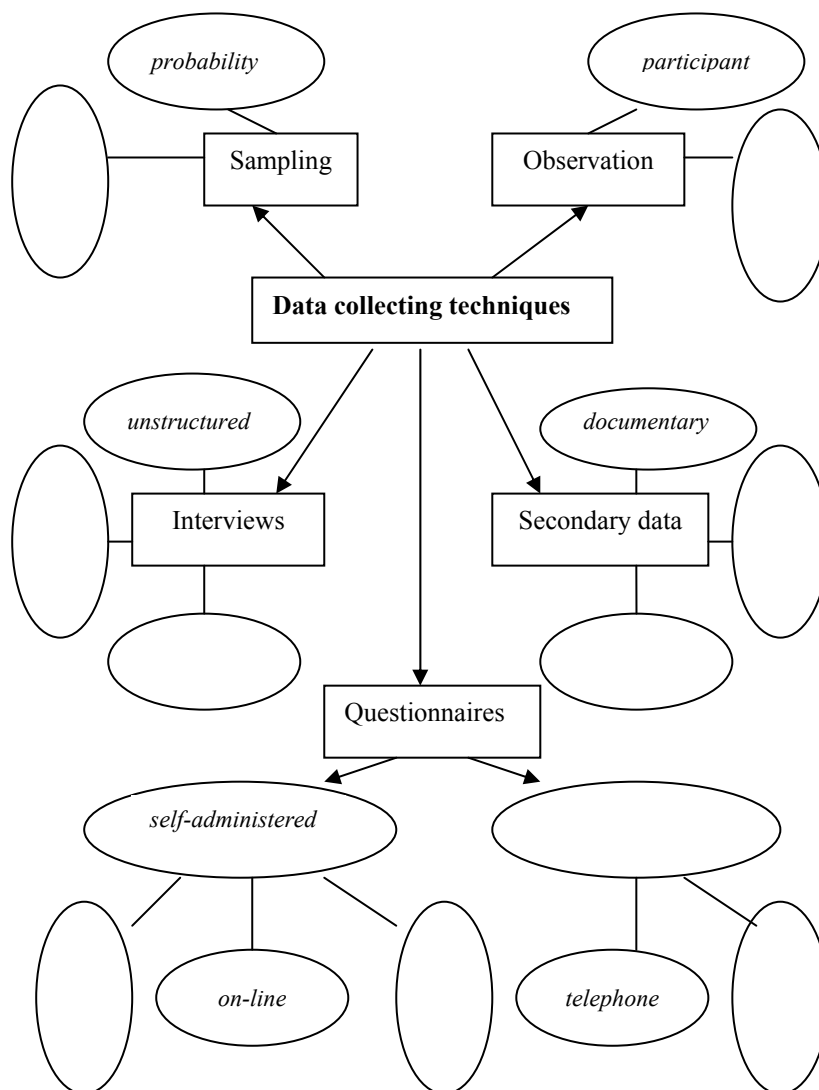 probability
participant
Sampling
Observation
Data collecting techniques
unstructured
documentary
Interviews
Secondary data
Questionnaires
self-administered
on-line
telephone